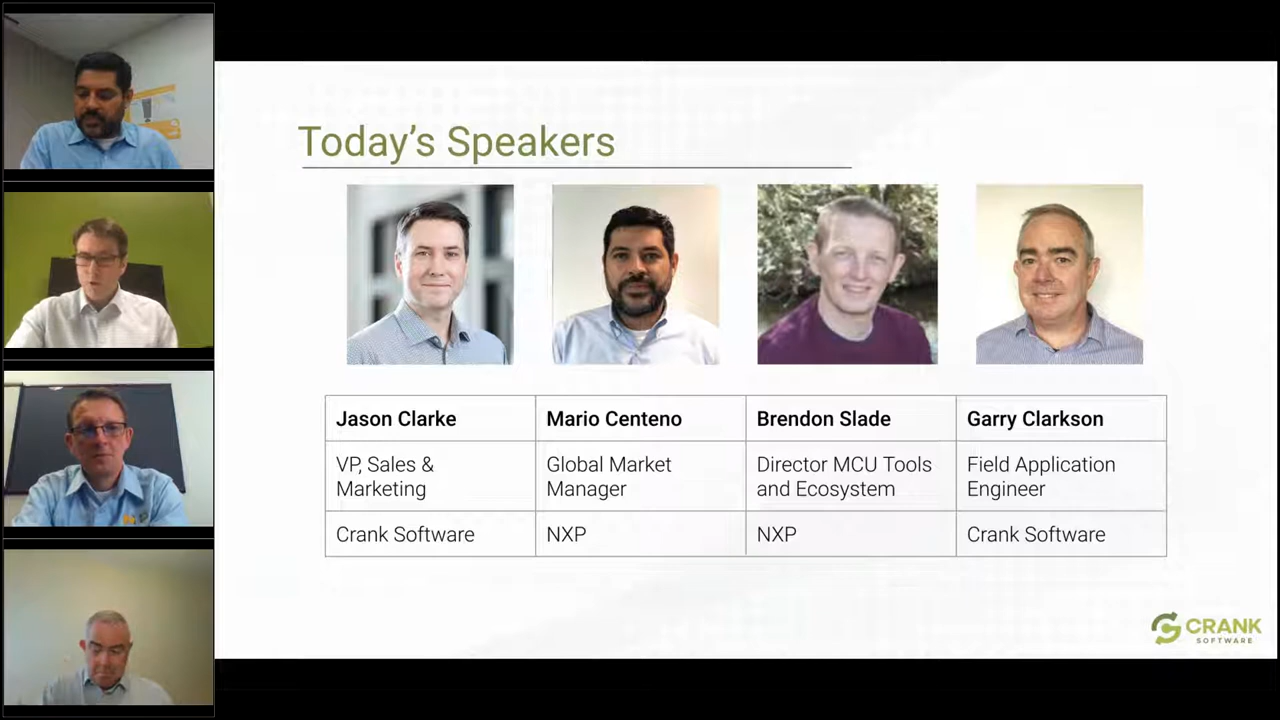 Today's Speakers
Jason Clarke
Mario Centeno
Brendon Slade
Garry Clarkson
VP, Sales &
Marketing
Global Market
Manager
Director MCU Tools
and Ecosystem
Field Application
Engineer
Crank Software
NXP
NXP
Crank Software
CRANK
SOFTWARE